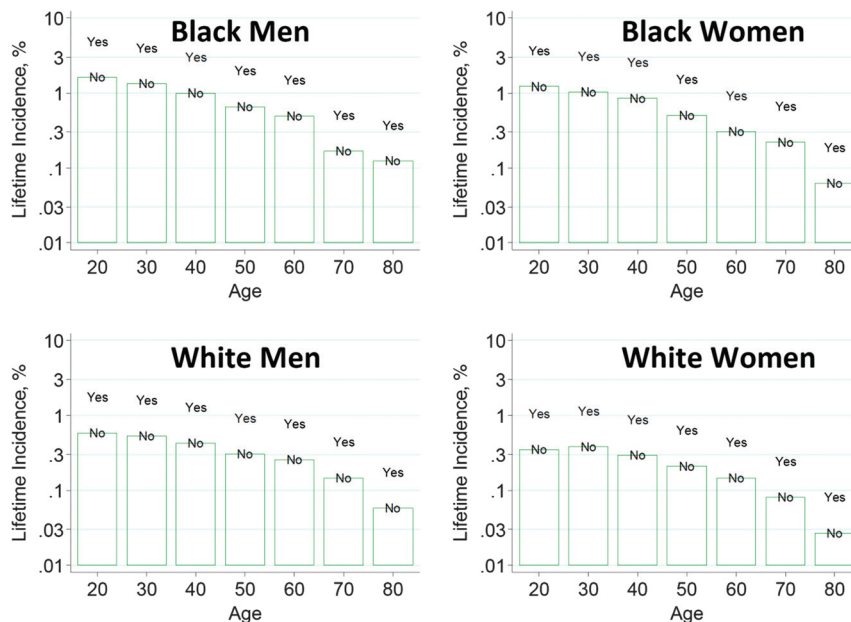 Black Men
Lifetime Incidence, %
10
3
1
.3
.1
.03
.01
Yes
Yes
Yes
Yes
Yes
Yes
Yes
No
No
No
No
No
No
No
20 30 40 50 60 70 80
Age
Black Women
Lifetime Incidence, %
10
3
1
.3
.1
.03
.01
Yes
Yes
Yes
Yes
Yes
Yes
Yes
No
No
No
No
No
No
No
20 30 40 50 60 70 80
Age
White Men
Lifetime Incidence, %
10
3
1
.3
.1
.03
.01
Yes
Yes
Yes
Yes
Yes
Yes
Yes
No
No
No
No
No
No
No
20 30 40 50 60 70 80
Age
White Women
Lifetime Incidence, %
10
3
1
.3
.1
.03
.01
Yes
Yes
Yes
Yes
Yes
Yes
Yes
No
No
No
No
No
No
No
20 30 40 50 60 70 80
Age